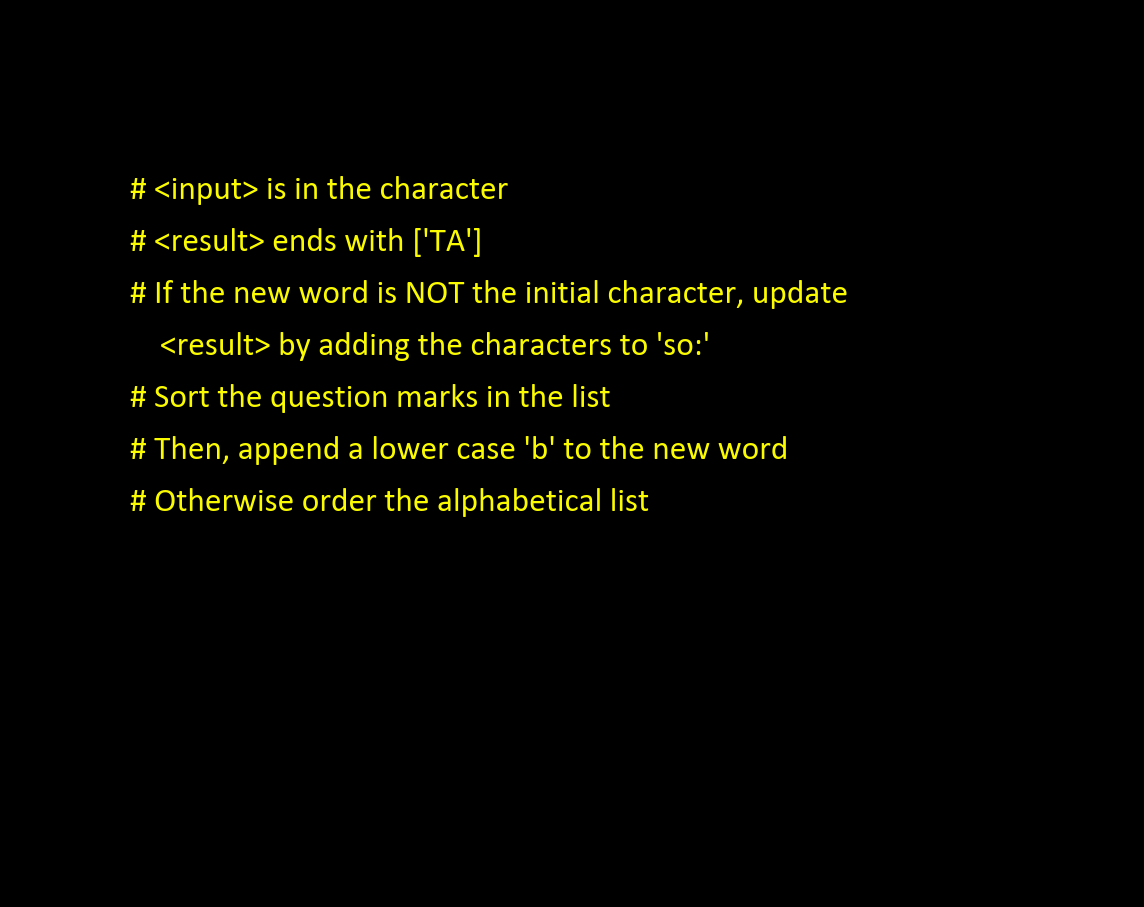 # <input> is in the character
# <result> ends with ['TA']
# If the new word is NOT the initial character, update
<result> by adding the characters to 'so:'
# Sort the question marks in the list
# Then, append a lower case 'b' to the new word
# Otherwise order the alphabetical list